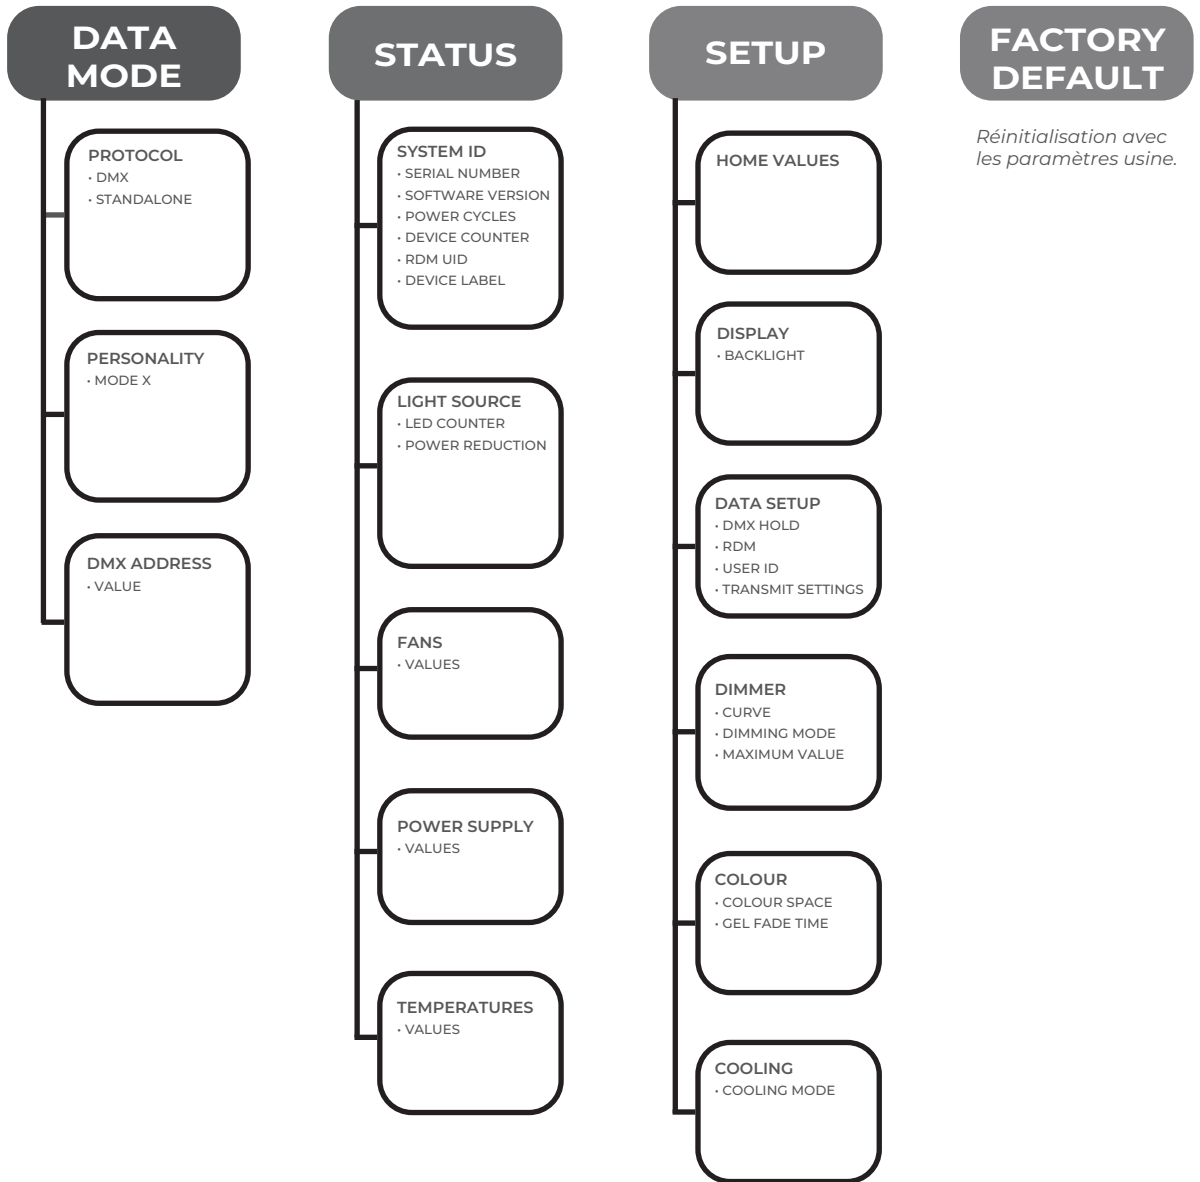 DATA
MODE
PROTOCOL
• DMX
• STANDALONE
PERSONALITY
• MODE X
DMX ADDRESS
• VALUE
STATUS
SYSTEM ID
• SERIAL NUMBER
• SOFTWARE VERSION
• POWER CYCLES
• DEVICE COUNTER
• RDM UID
• DEVICE LABEL
LIGHT SOURCE
• LED COUNTER
• POWER REDUCTION
FANS
• VALUES
POWER SUPPLY
• VALUES
TEMPERATURES
• VALUES
SETUP
HOME VALUES
DISPLAY
• BACKLIGHT
DATA SETUP
• DMX HOLD
• RDM
• USER ID
• TRANSMIT SETTINGS
DIMMER
• CURVE
• DIMMING MODE
• MAXIMUM VALUE
COLOUR
• COLOUR SPACE
• GEL FADE TIME
COOLING
• COOLING MODE
FACTORY
DEFAULT
Réinitialisation avec
les paramètres usine.